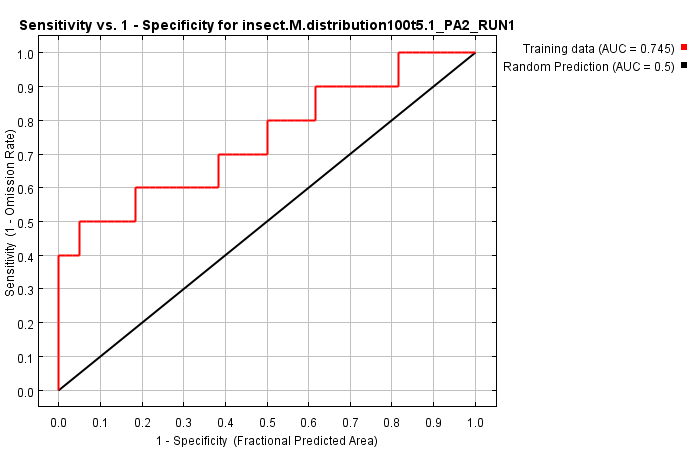 Sensitivity vs. 1 - Specificity for insect.M.distribution100t5.1_PA2_RUN1
Training data (AUC = 0.745)
Random Prediction (AUC = 0.5)
Sensitivity (1 - Omission Rate)
1.0
0.9
0.8
0.7
0.6
0.5
0.4
0.3
0.2
0.1
0.0
0.0 0.1 0.2 0.3 0.4 0.5 0.6 0.7 0.8 0.9 1.0
1 - Specificity (Fractional Predicted Area)